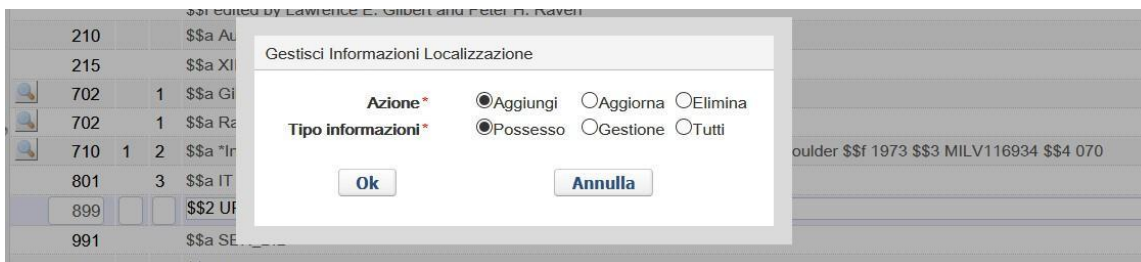 $$f edited by Lawrence E. Gilbert and Peter H. Raven
210 $$a Au
215 $$a XII
702 1 $$a Gi
702 1 $$a Ra
710 1 2 $$a "In oulder $$f 1973 $$3 MILV116934 $$4 070
801 3 $$a IT
899 $$2 UF
991 $$a
Gestisci Informazioni Localizzazione
Azione* Aggiungi Aggiorna Elimina
Tipo informazioni* Possesso Gestione Tutti
Ok Annulla